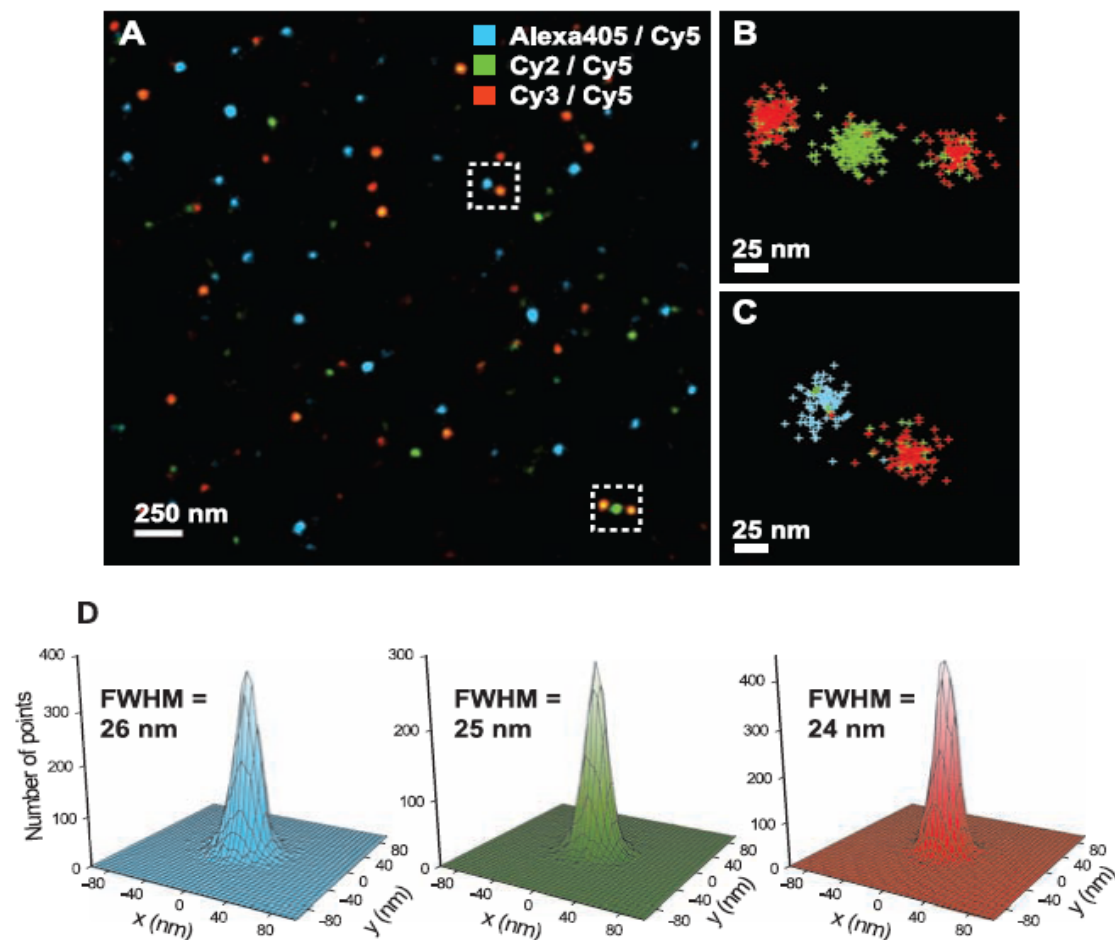 A
Alexa405 / Cy5
Cy2 / Cy5
Cy3 / Cy5
250 nm
B
25 nm
C
25 nm
D
Number of points
400
300
200
100
0
FWHM =
26 nm
-80
-40
0
40
80
x (nm)
-80
-40
0
40
80
y (nm)
300
200
100
0
FWHM =
25 nm
-80
-40
0
40
80
x (nm)
-80
-40
0
40
80
y (nm)
400
300
200
100
0
FWHM =
24 nm
-80
-40
0
40
80
x (nm)
-80
-40
0
40
80
y (nm)